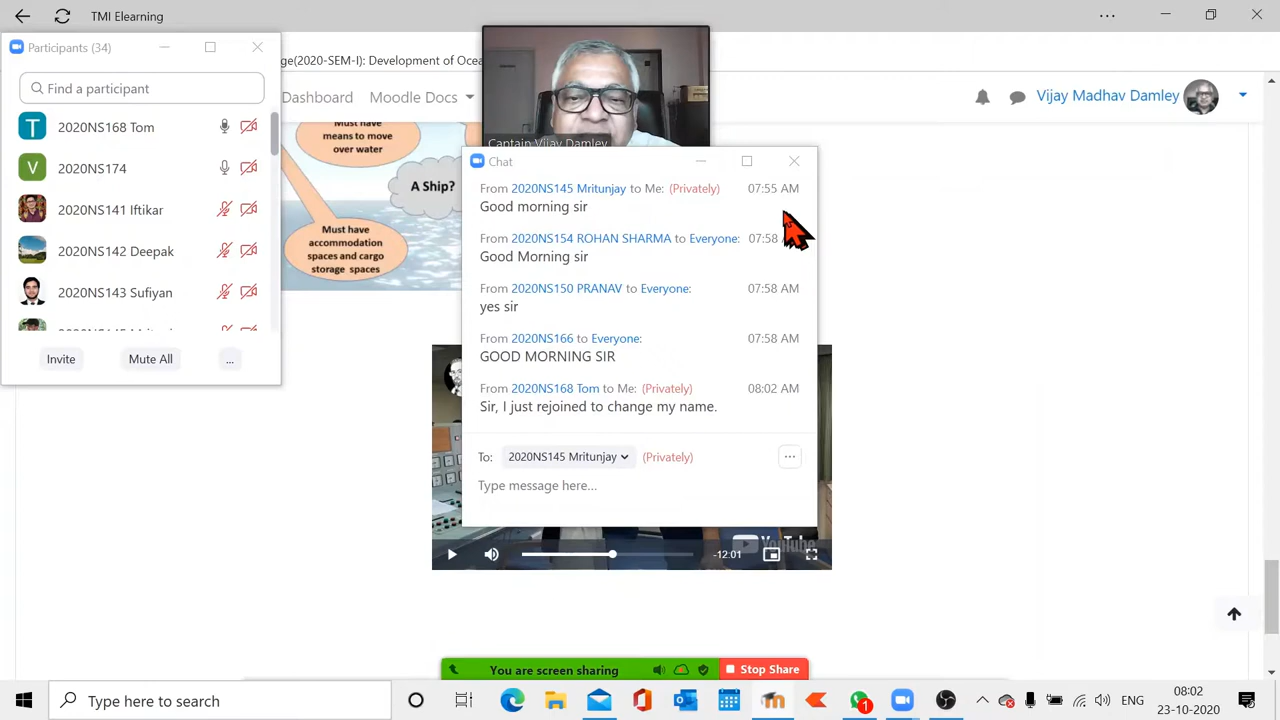 TMI Elearning
Participants (34)
Find a participant
2020NS168 Tom
2020NS174
2020NS141 Iftikar
2020NS142 Deepak
2020NS143 Sufiyan
Invite
Mute All
...
ge(2020-SEM-I): Development of Ocea
Dashboard
Moodle Docs
Vijay Madhav Damley
Captain Vijay Damley
Must have
means to move
over water
A Ship?
Must have
accommodation
spaces and cargo
storage spaces
Chat
From 2020NS145 Mritunjay to Me: (Privately) 07:55 AM
Good morning sir
From 2020NS154 ROHAN SHARMA to Everyone: 07:58
Good Morning sir
From 2020NS150 PRANAV to Everyone: 07:58 AM
yes sir
From 2020NS166 to Everyone: 07:58 AM
GOOD MORNING SIR
From 2020NS168 Tom to Me: (Privately) 08:02 AM
Sir, I just rejoined to change my name.
To: 2020NS145 Mritunjay (Privately)
Type message here...
YouTube
-12:01
You are screen sharing
Stop Share
Type here to search
1
ENG
08:02
23-10-2020